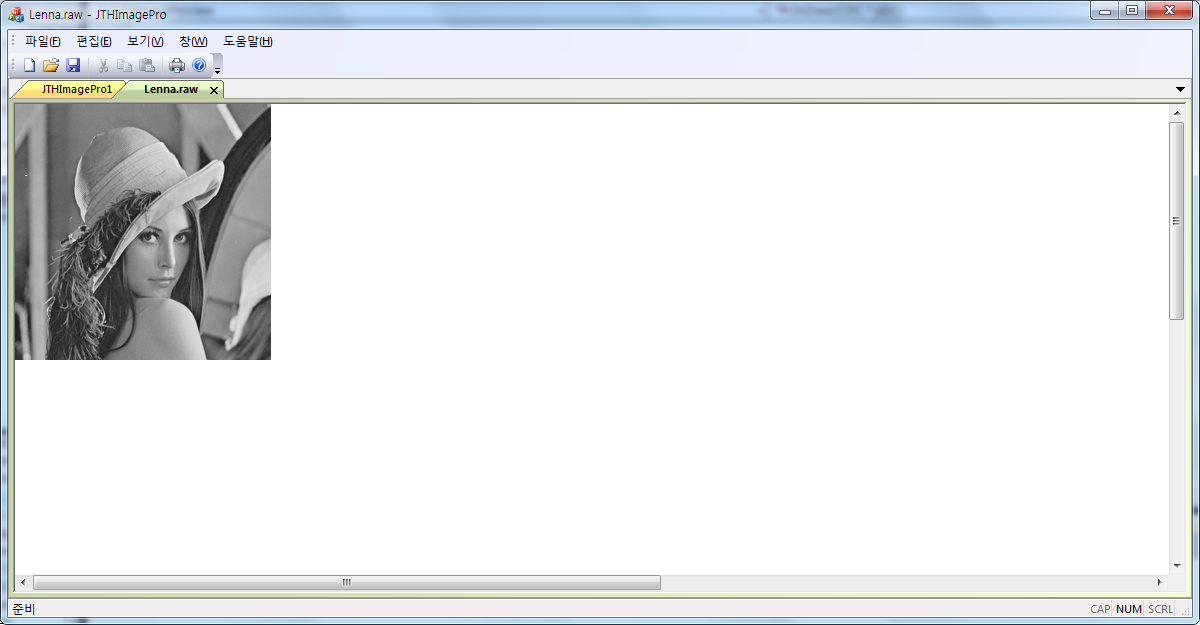 Lenna.raw - JTHImagePro
파일(F) 편집(E) 보기(V) 창(W) 도움말(H)
JTHImagePro1 Lenna.raw
준비 CAP NUM SCRL